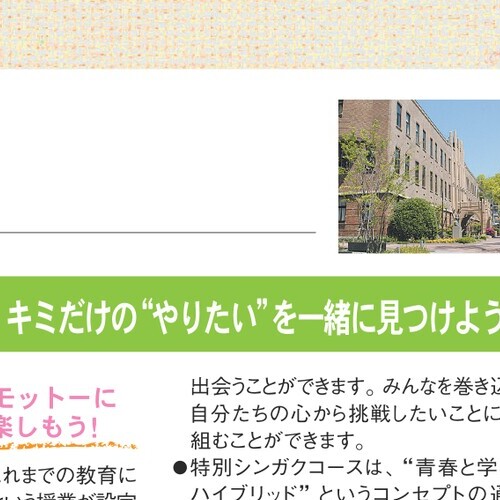 キミだけの“やりたい”を一緒に見つけよう
モットーに
楽しもう!
れまでの教育に
いう授業が設定
出会うことができます。みんなを巻き込
自分たちの心から挑戦したいことに
組むことができます。
●特別シンガクコースは、“青春と学
ハイブリッド”というコンセプトの通